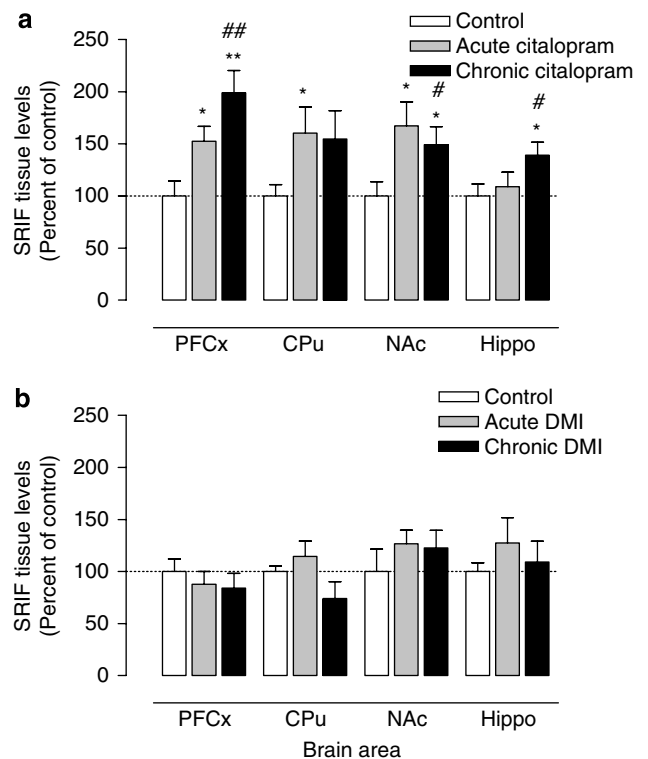 a
Control
Acute citalopram
Chronic citalopram
SRIF tissue levels
(Percent of control)
250
200
150
100
50
0
##
**
*
*
*
#
*
#
*
PFCx CPu NAc Hippo
b
Control
Acute DMI
Chronic DMI
SRIF tissue levels
(Percent of control)
250
200
150
100
50
0
PFCx CPu NAc Hippo
Brain area